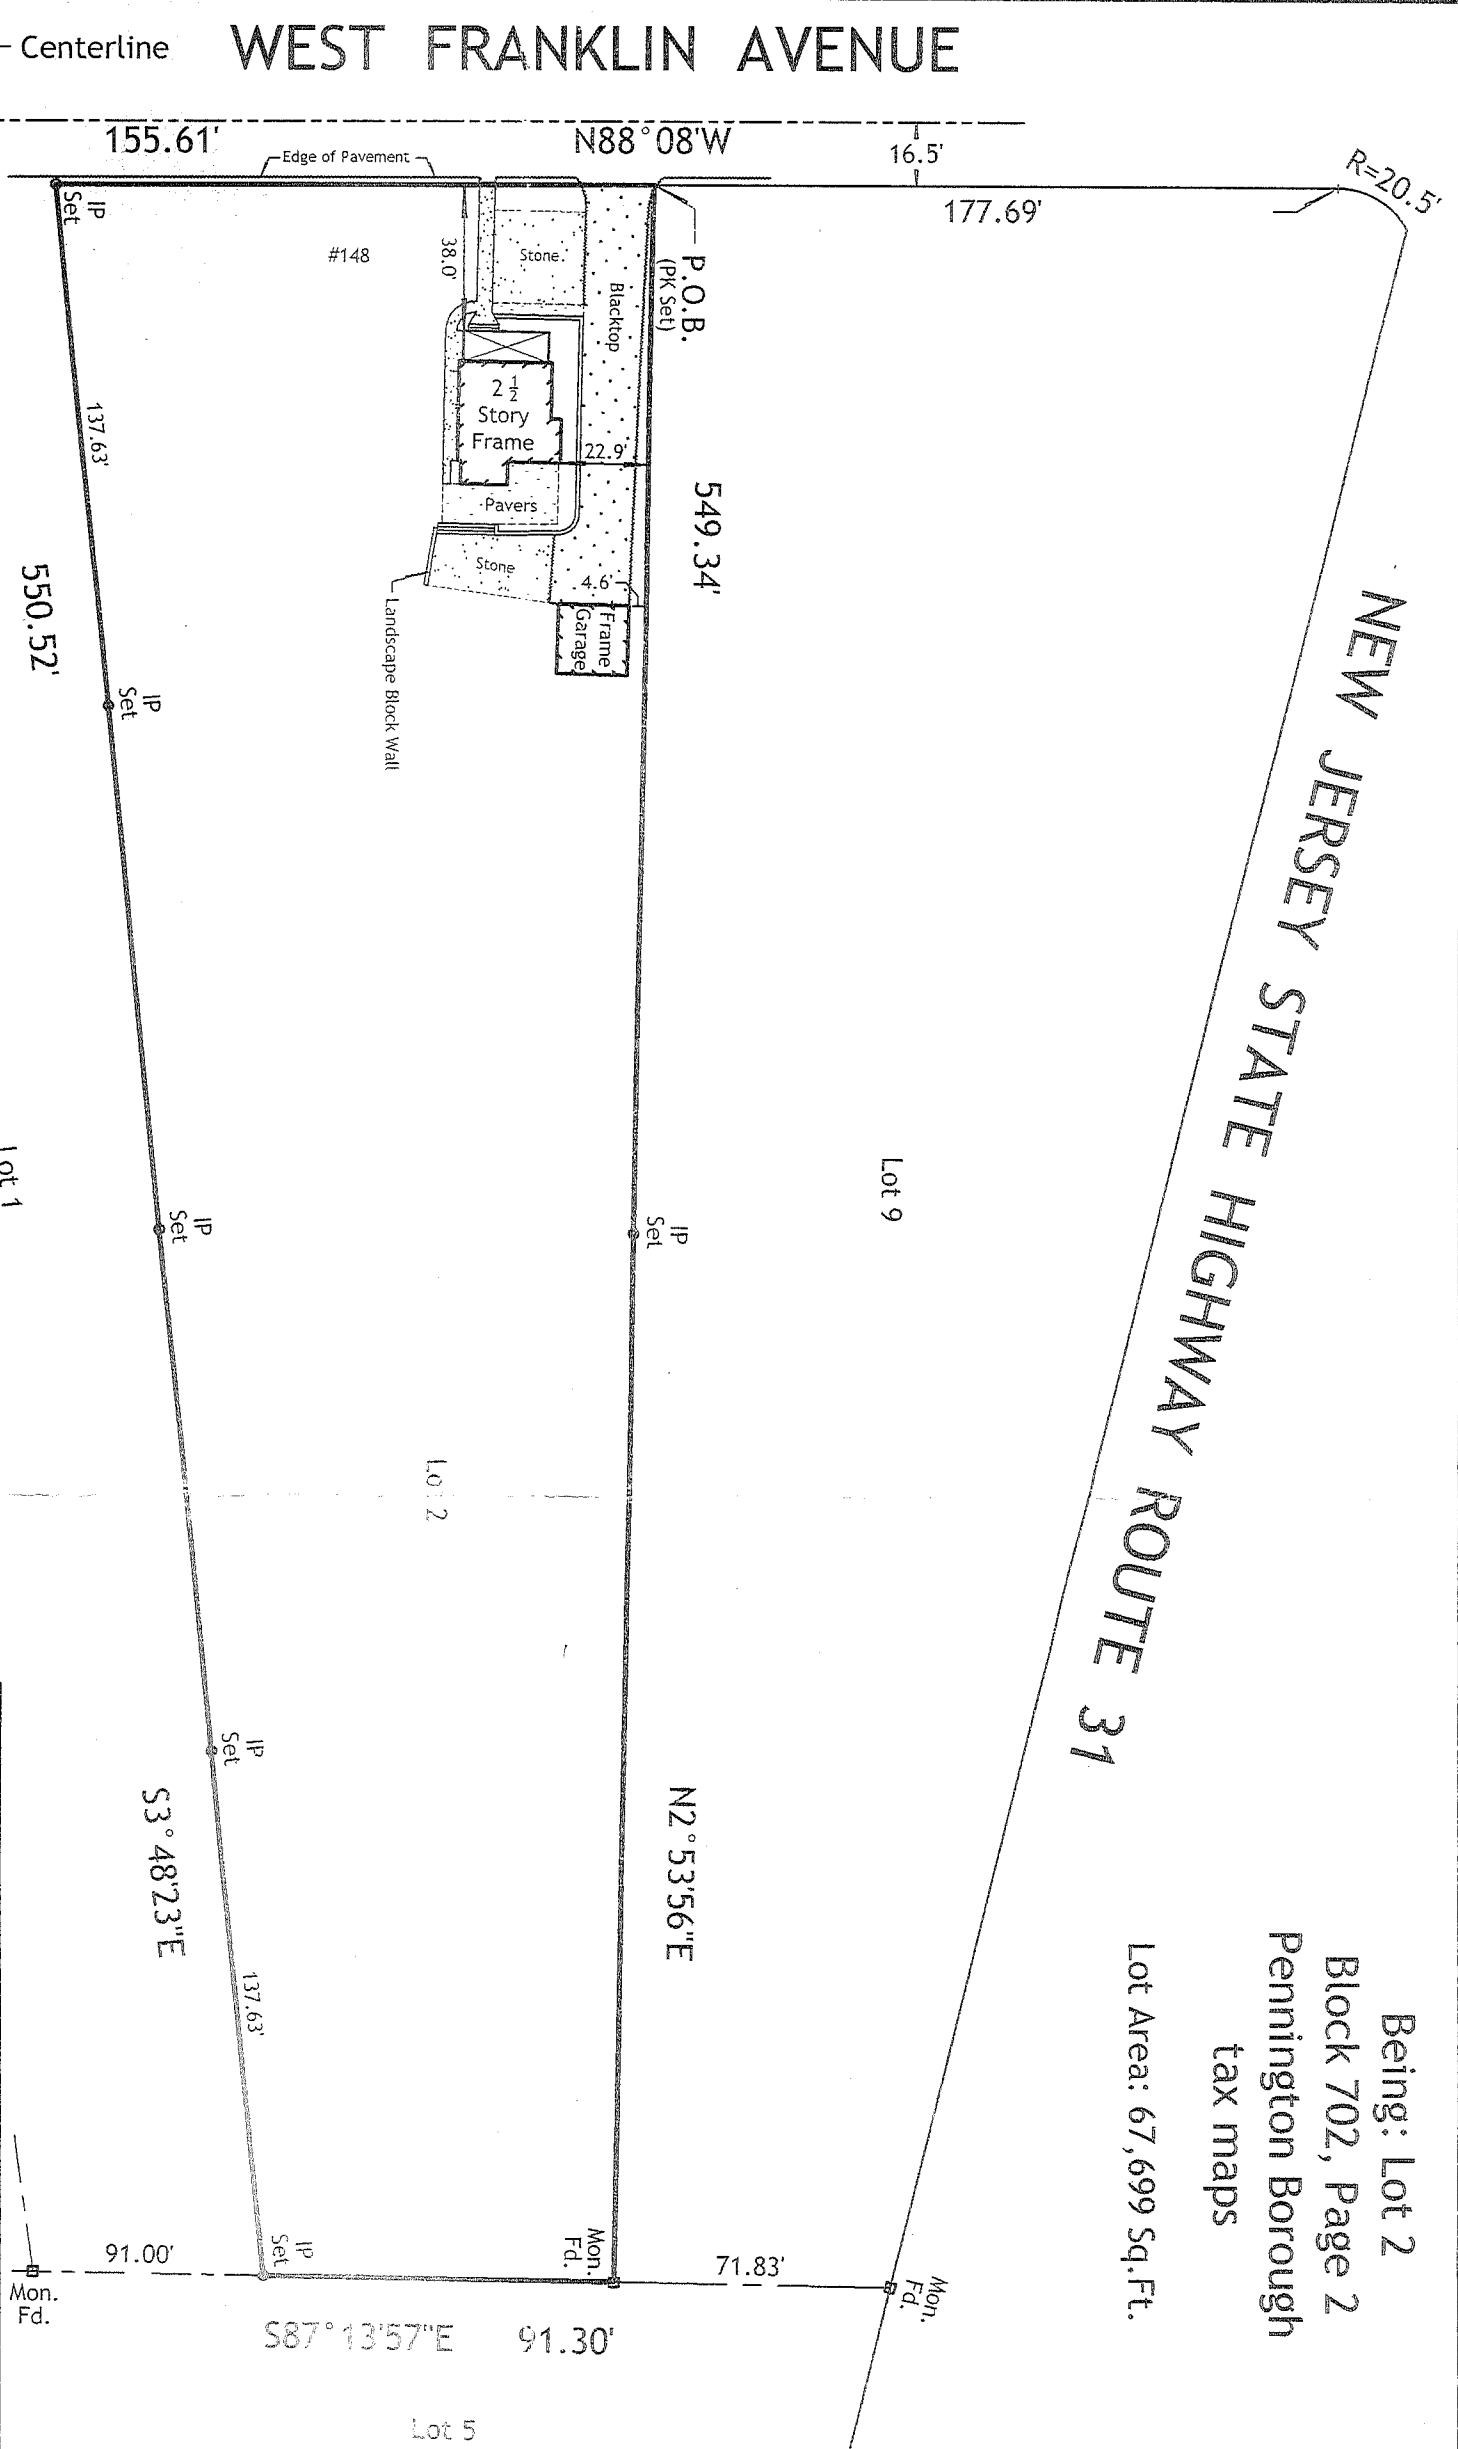 Centerline
WEST FRANKLIN AVENUE
155.61'
N88°08'W
16.5'
R=20.5'
Edge of Pavement
177.69'
IP
Set
#148
38.0'
Stone
Blacktop
P.O.B.
(PK Set)
2 1/2
Story
Frame
22.9'
Pavers
Stone
4.6'
Frame
Garage
Landscape Block Wall
137.63'
550.52'
549.34'
NEW JERSEY STATE HIGHWAY ROUTE 31
IP
Set
Lot 1
IP
Set
IP
Set
Lot 9
Lot 2
IP
Set
S3°48'23"E
N2°53'56"E
137.63'
Being: Lot 2
Block 702, Page 2
Pennington Borough
tax maps
Lot Area: 67,699 Sq.Ft.
91.00'
IP
Set
Mon.
Fd.
71.83'
Mon.
Fd.
Mon.
Fd.
S87°13'57"E
91.30'
Lot 5